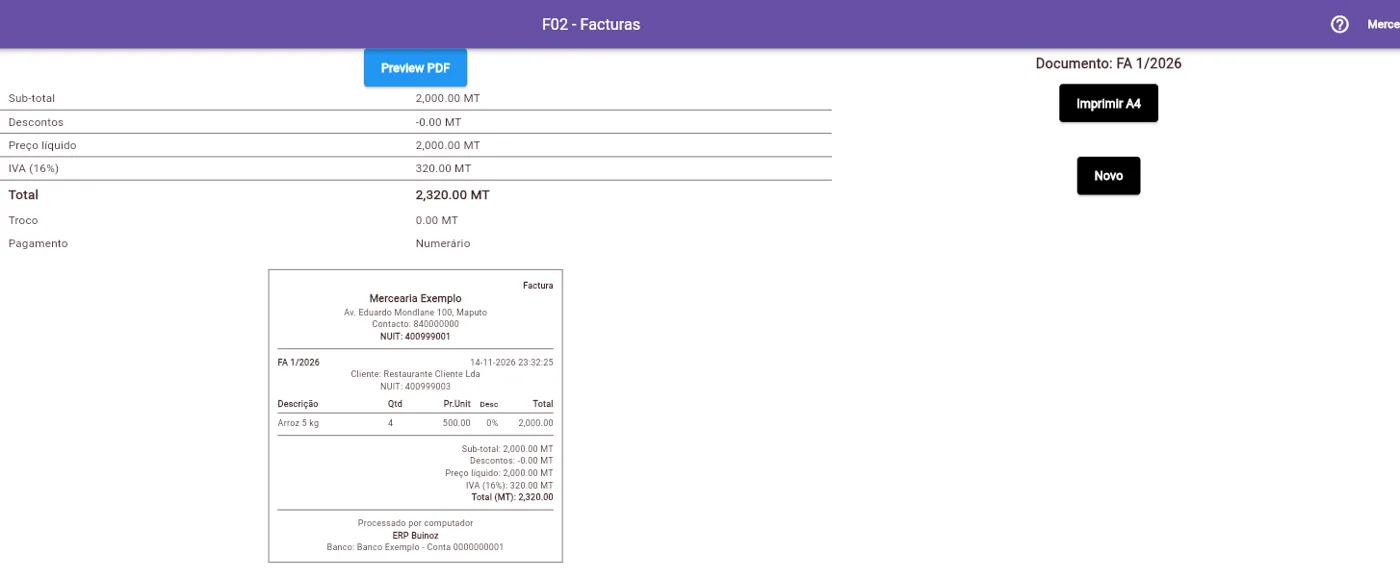 F02 - Facturas
Merce
Preview PDF
Documento: FA 1/2026
Imprimir A4
Novo
Sub-total 2,000.00 MT
Descontos -0.00 MT
Preço líquido 2,000.00 MT
IVA (16%) 320.00 MT
Total 2,320.00 MT
Troco 0.00 MT
Pagamento Numerário
Factura
Mercearia Exemplo
Av. Eduardo Mondlane 100, Maputo
Contacto: 840000000
NUIT: 400999001
FA 1/2026 14-11-2026 23:32:25
Cliente: Restaurante Cliente Lda
NUIT: 400999003
Descrição Qtd Pr.Unit Desc Total
Arroz 5 kg 4 500.00 0% 2,000.00
Sub-total: 2,000.00 MT
Descontos: -0.00 MT
Preço líquido: 2,000.00 MT
IVA (16%): 320.00 MT
Total (MT): 2,320.00
Processado por computador
ERP Buinoz
Banco: Banco Exemplo - Conta 0000000001